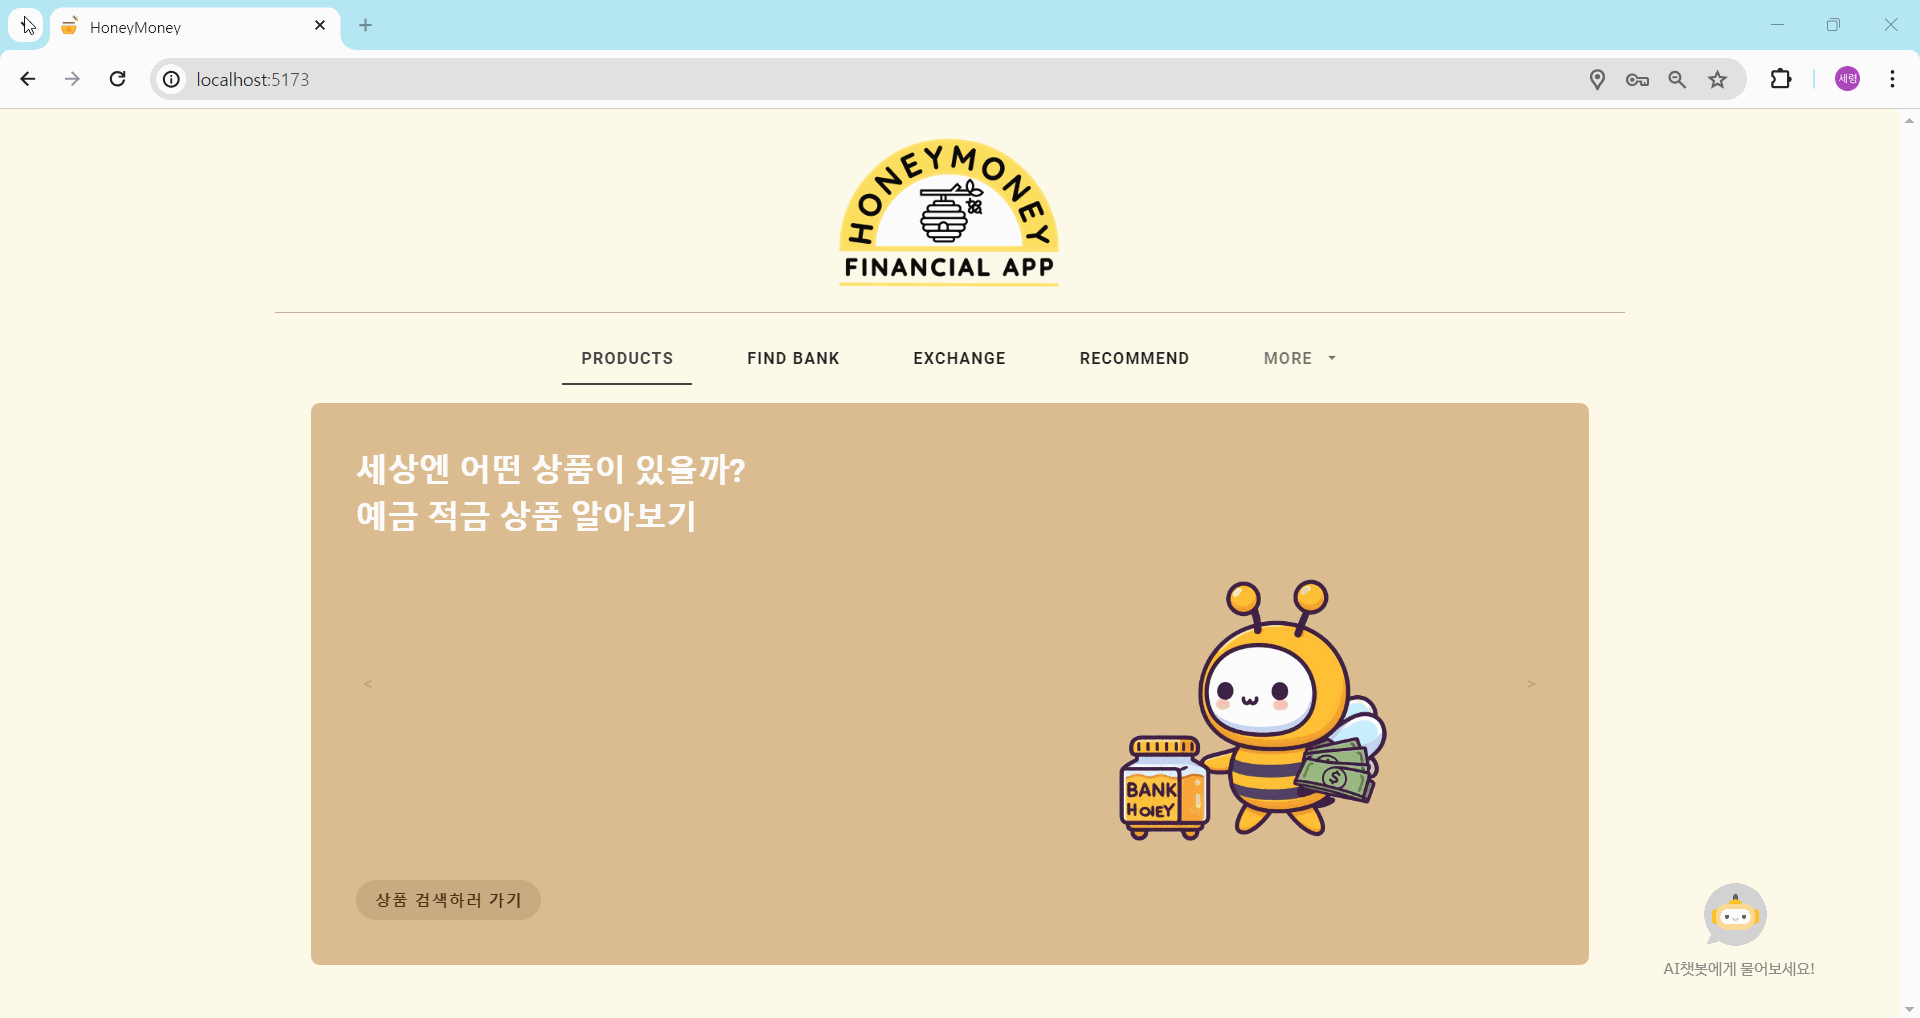 HoneyMoney
localhost:5173
세령
HONEYMONEY
FINANCIAL APP
PRODUCTS
FIND BANK
EXCHANGE
RECOMMEND
MORE
세상엔 어떤 상품이 있을까?
예금 적금 상품 알아보기
<
>
$
BANK
HOIEY
상품 검색하러 가기
AI챗봇에게 물어보세요!